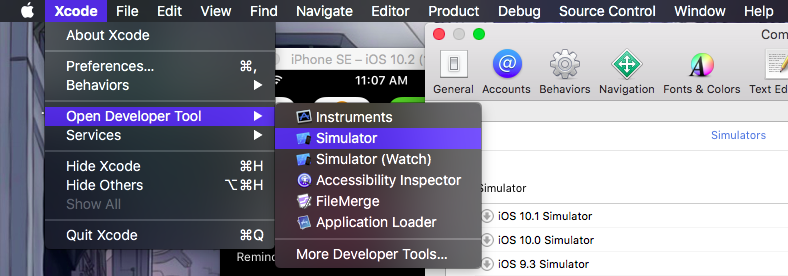 Xcode File Edit View Find Navigate Editor Product Debug Source Control Window Help
About Xcode
Preferences... ⌘,
Behaviors ▶
Open Developer Tool ▶
Services ▶
Hide Xcode ⌘H
Hide Others ⌥⌘H
Show All
Quit Xcode ⌘Q
Instruments
Simulator
Simulator (Watch)
Accessibility Inspector
FileMerge
Application Loader
More Developer Tools...
iPhone SE – iOS 10.2
11:07 AM
Remind
Com
General Accounts Behaviors Navigation Fonts & Colors Text Edit
Simulators
Simulator
iOS 10.1 Simulator
iOS 10.0 Simulator
iOS 9.3 Simulator